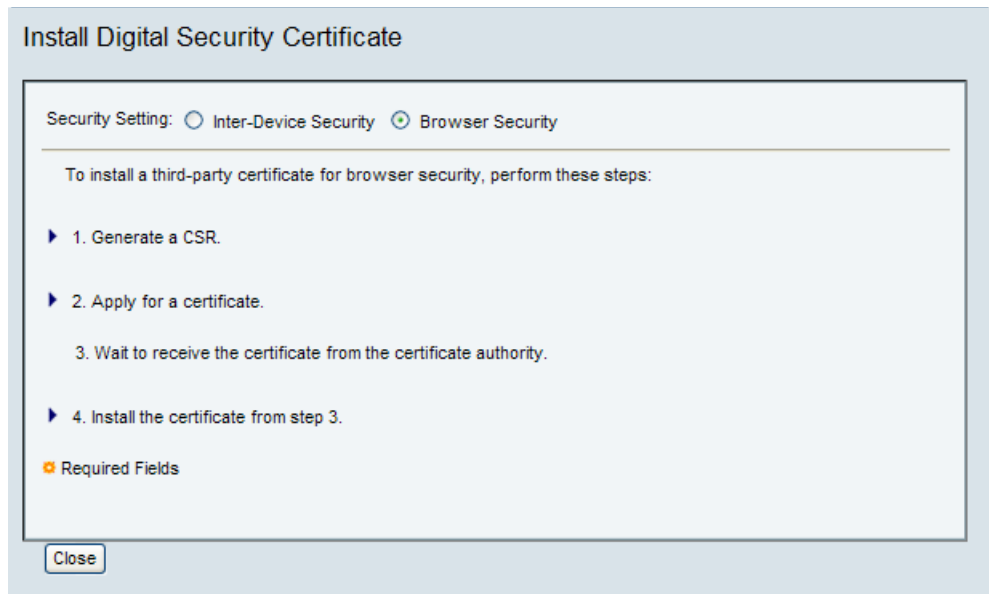 Install Digital Security Certificate
Security Setting: Inter-Device Security Browser Security
To install a third-party certificate for browser security, perform these steps:
1. Generate a CSR.
2. Apply for a certificate.
3. Wait to receive the certificate from the certificate authority.
4. Install the certificate from step 3.
Required Fields
Close